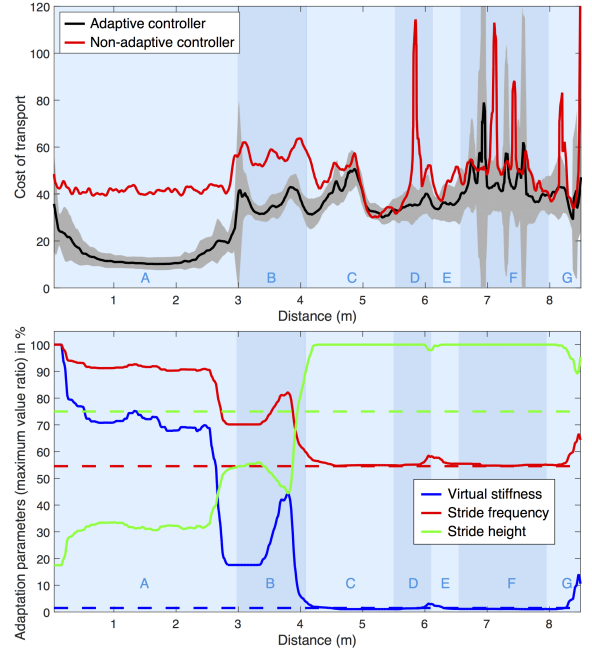 120
100
80
60
40
20
0
Cost of transport
Adaptive controller
Non-adaptive controller
A B C D E F G
1 2 3 4 5 6 7 8
Distance (m)
100
90
80
70
60
50
40
30
20
10
0
Adaptation parameters (maximum value ratio) in %
Virtual stiffness
Stride frequency
Stride height
A B C D E F G
1 2 3 4 5 6 7 8
Distance (m)